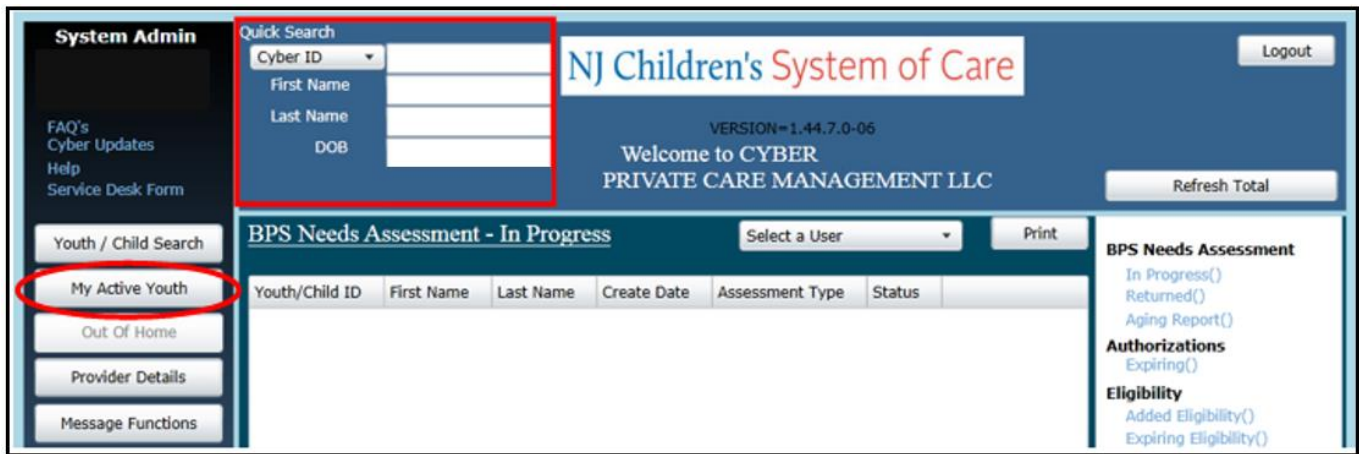 System Admin
FAQ's
Cyber Updates
Help
Service Desk Form
Youth / Child Search
My Active Youth
Out Of Home
Provider Details
Message Functions
Quick Search
Cyber ID
First Name
Last Name
DOB
NJ Children's System of Care
VERSION=1.44.7.0-06
Welcome to CYBER
PRIVATE CARE MANAGEMENT LLC
Logout
Refresh Total
BPS Needs Assessment - In Progress
Select a User
Print
Youth/Child ID First Name Last Name Create Date Assessment Type Status
BPS Needs Assessment
In Progress()
Returned()
Aging Report()
Authorizations
Expiring()
Eligibility
Added Eligibility()
Expiring Eligibility()